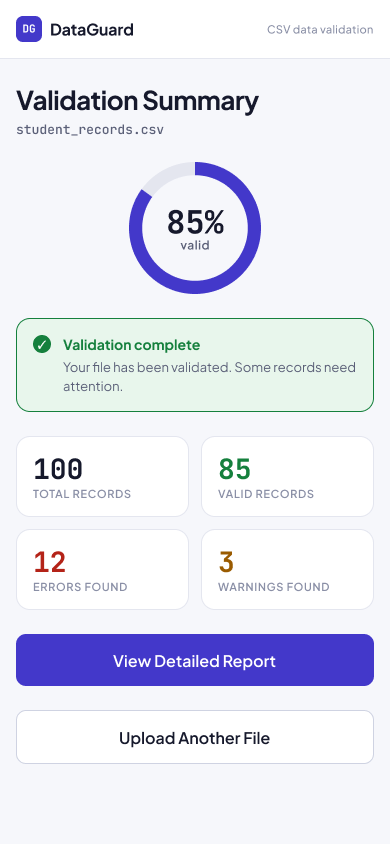 DG DataGuard CSV data validation
Validation Summary
student_records.csv
85%
valid
✓ Validation complete
Your file has been validated. Some records need
attention.
100
TOTAL RECORDS
85
VALID RECORDS
12
ERRORS FOUND
3
WARNINGS FOUND
View Detailed Report
Upload Another File